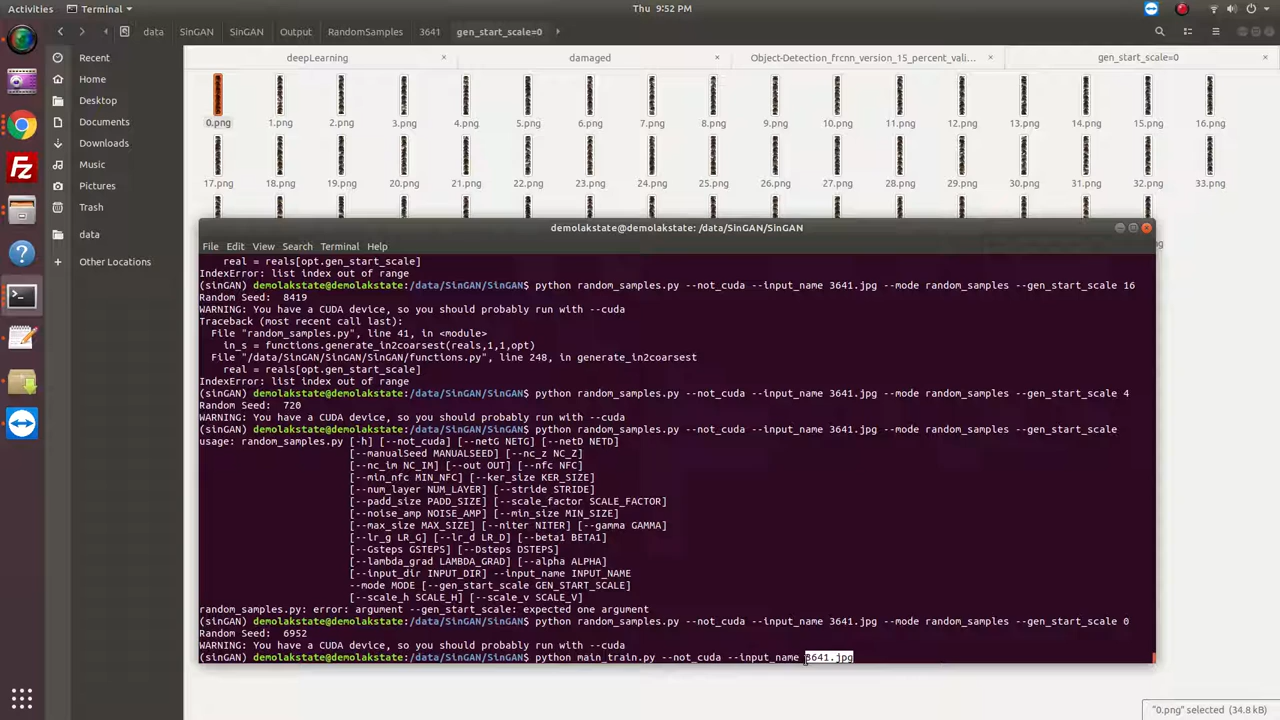 Activities
Terminal
Thu 9:52 PM
data
SinGAN
SinGAN
Output
RandomSamples
3641
gen_start_scale=0
Recent
Home
Desktop
Documents
Downloads
Music
Pictures
Trash
data
Other Locations
deepLearning
damaged
Object-Detection_frcnn_version_15_percent_vali...
gen_start_scale=0
0.png 1.png 2.png 3.png 4.png 5.png 6.png 7.png 8.png 9.png 10.png 11.png 12.png 13.png 14.png 15.png 16.png
17.png 18.png 19.png 20.png 21.png 22.png 23.png 24.png 25.png 26.png 27.png 28.png 29.png 30.png 31.png 32.png 33.png
demolakstate@demolakstate: /data/SinGAN/SinGAN
File Edit View Search Terminal Help
real = reals[opt.gen_start_scale]
IndexError: list index out of range
(sinGAN) demolakstate@demolakstate:/data/SinGAN/SinGAN$ python random_samples.py --not_cuda --input_name 3641.jpg --mode random_samples --gen_start_scale 16
Random Seed:  8419
WARNING: You have a CUDA device, so you should probably run with --cuda
Traceback (most recent call last):
File "random_samples.py", line 41, in <module>
in_s = functions.generate_in2coarsest(reals,1,1,opt)
File "/data/SinGAN/SinGAN/SinGAN/functions.py", line 248, in generate_in2coarsest
real = reals[opt.gen_start_scale]
IndexError: list index out of range
(sinGAN) demolakstate@demolakstate:/data/SinGAN/SinGAN$ python random_samples.py --not_cuda --input_name 3641.jpg --mode random_samples --gen_start_scale 4
Random Seed:  720
WARNING: You have a CUDA device, so you should probably run with --cuda
(sinGAN) demolakstate@demolakstate:/data/SinGAN/SinGAN$ python random_samples.py --not_cuda --input_name 3641.jpg --mode random_samples --gen_start_scale
usage: random_samples.py [-h] [--not_cuda] [--netG NETG] [--netD NETD]
[--manualSeed MANUALSEED] [--nc_z NC_Z]
[--nc_im NC_IM] [--out OUT] [--nfc NFC]
[--min_nfc MIN_NFC] [--ker_size KER_SIZE]
[--num_layer NUM_LAYER] [--stride STRIDE]
[--padd_size PADD_SIZE] [--scale_factor SCALE_FACTOR]
[--noise_amp NOISE_AMP] [--min_size MIN_SIZE]
[--max_size MAX_SIZE] [--niter NITER] [--gamma GAMMA]
[--lr_g LR_G] [--lr_d LR_D] [--beta1 BETA1]
[--Gsteps GSTEPS] [--Dsteps DSTEPS]
[--lambda_grad LAMBDA_GRAD] [--alpha ALPHA]
[--input_dir INPUT_DIR] --input_name INPUT_NAME
--mode MODE [--gen_start_scale GEN_START_SCALE]
[--scale_h SCALE_H] [--scale_v SCALE_V]
random_samples.py: error: argument --gen_start_scale: expected one argument
(sinGAN) demolakstate@demolakstate:/data/SinGAN/SinGAN$ python random_samples.py --not_cuda --input_name 3641.jpg --mode random_samples --gen_start_scale 0
Random Seed:  6952
WARNING: You have a CUDA device, so you should probably run with --cuda
(sinGAN) demolakstate@demolakstate:/data/SinGAN/SinGAN$ python main_train.py --not_cuda --input_name 3641.jpg
"0.png" selected (34.8 kB)